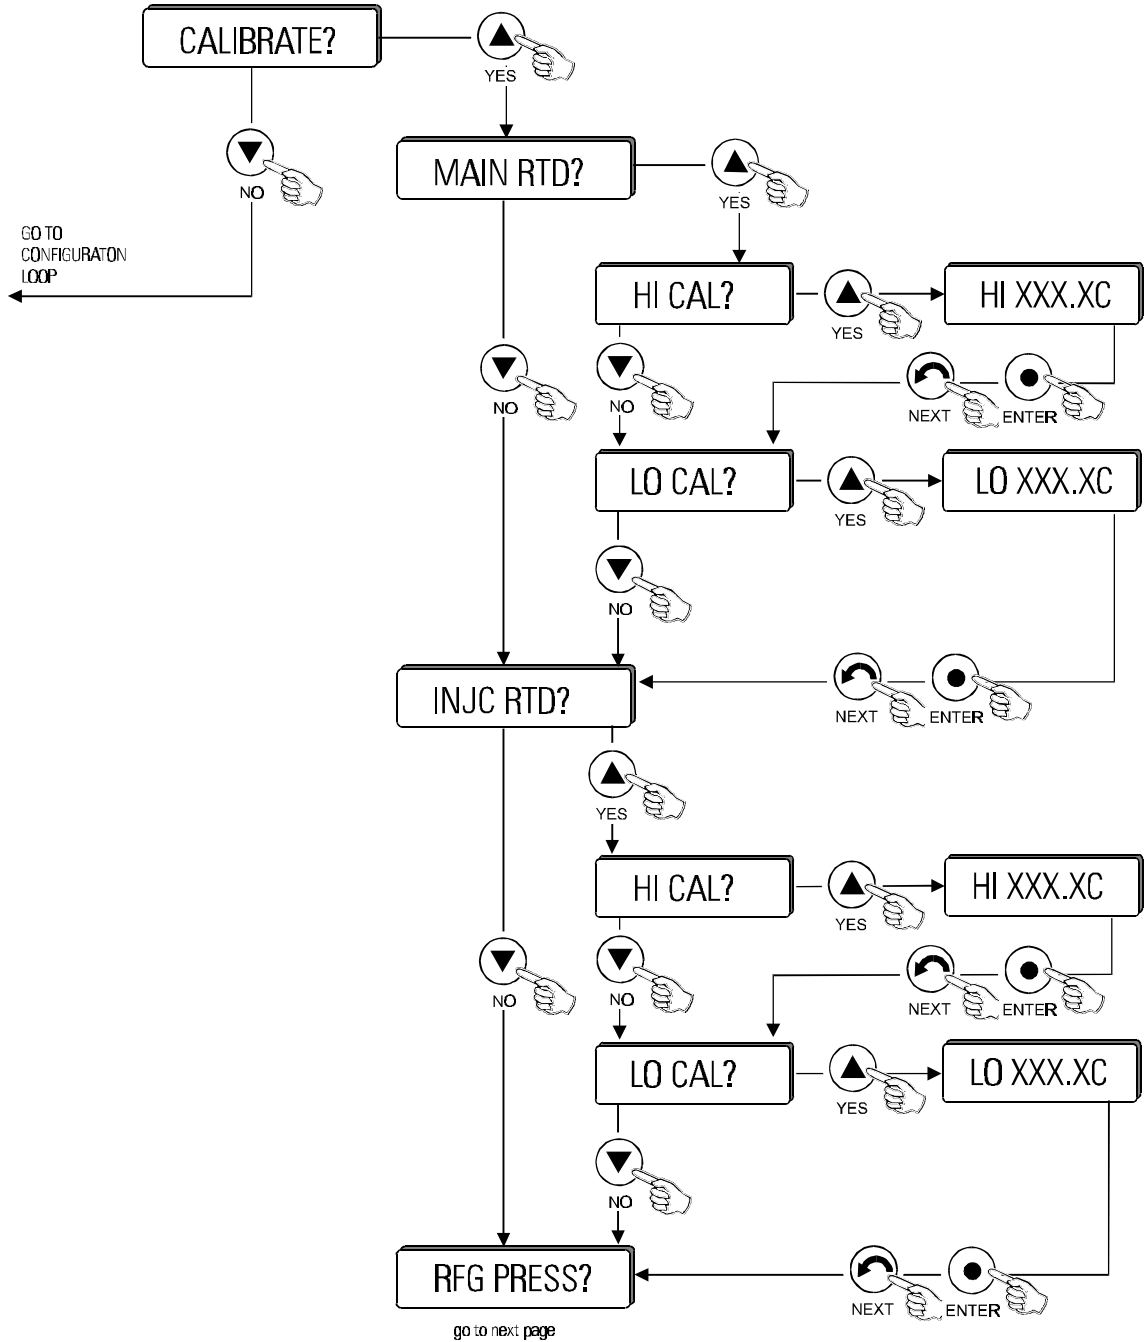 CALIBRATE?
YES
NO
GO TO
CONFIGURATON
LOOP
MAIN RTD?
YES
HI CAL?
YES
HI XXX.XC
NO
NO
NEXT
ENTER
LO CAL?
YES
LO XXX.XC
NO
INJC RTD?
NEXT
ENTER
YES
HI CAL?
YES
HI XXX.XC
NO
NO
NEXT
ENTER
LO CAL?
YES
LO XXX.XC
NO
RFG PRESS?
NEXT
ENTER
go to next page